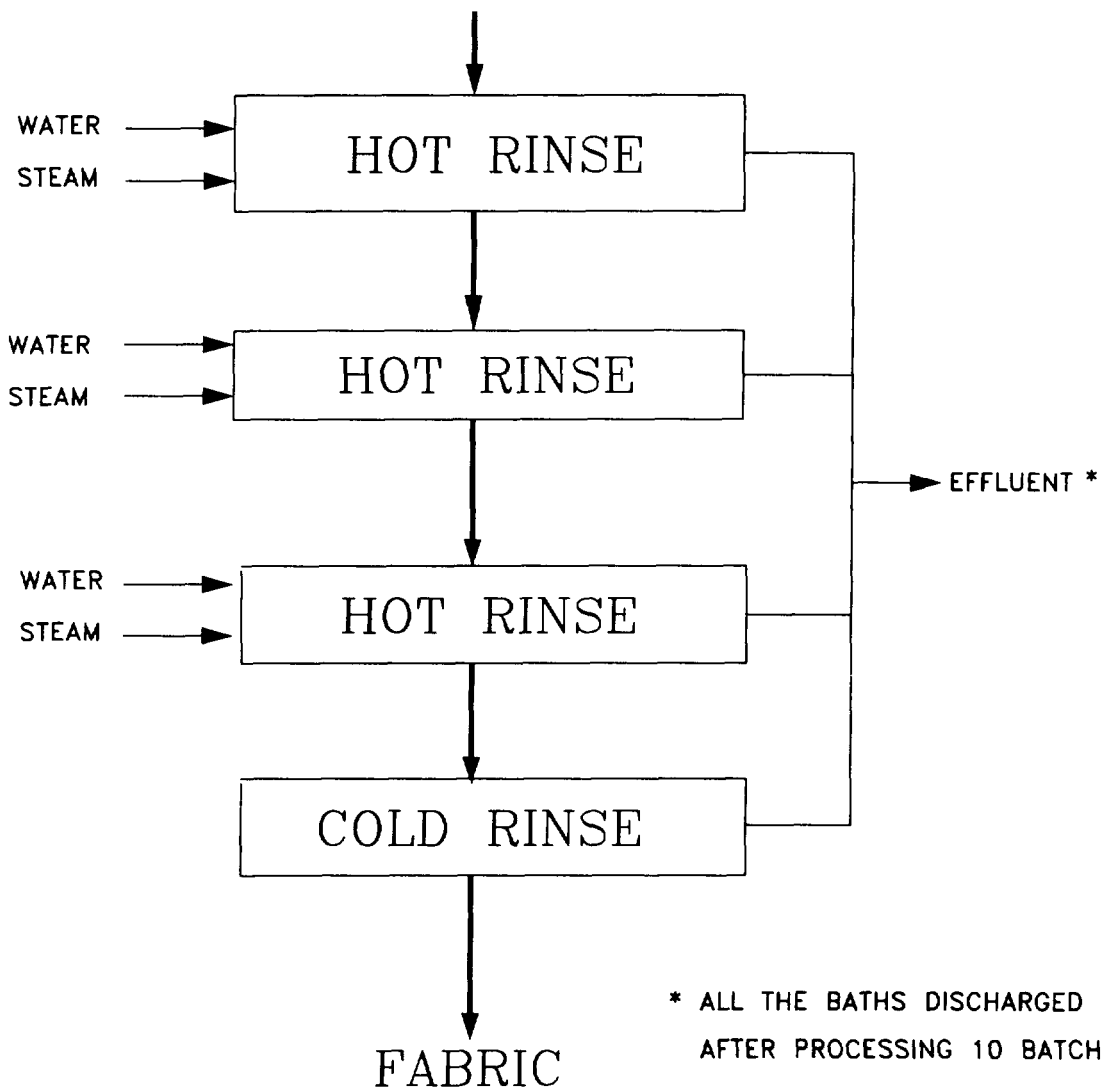 WATER
STEAM
HOT RINSE
WATER
STEAM
HOT RINSE
EFFLUENT *
WATER
STEAM
HOT RINSE
COLD RINSE
FABRIC
* ALL THE BATHS DISCHARGED
AFTER PROCESSING 10 BATCH